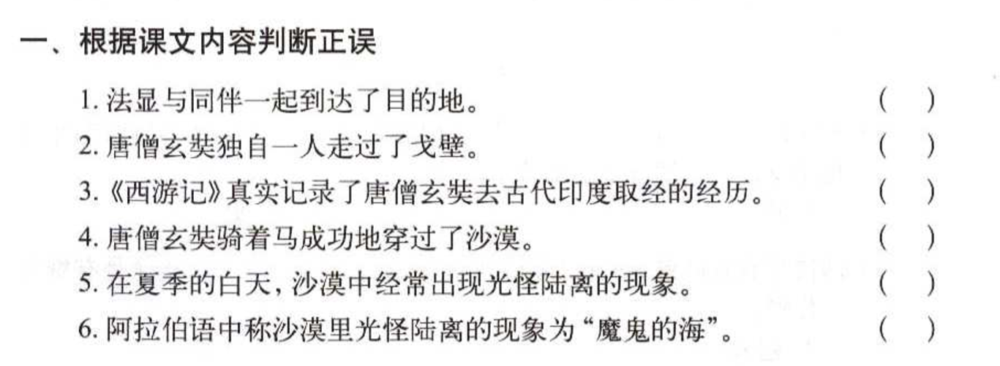 一、根据课文内容判断正误
1. 法显与同伴一起到达了目的地。 (  )
2. 唐僧玄奘独自一人走过了戈壁。 (  )
3.《西游记》真实记录了唐僧玄奘去古代印度取经的经历。 (  )
4. 唐僧玄奘骑着马成功地穿过了沙漠。 (  )
5. 在夏季的白天，沙漠中经常出现光怪陆离的现象。 (  )
6. 阿拉伯语中称沙漠里光怪陆离的现象为“魔鬼的海”。 (  )